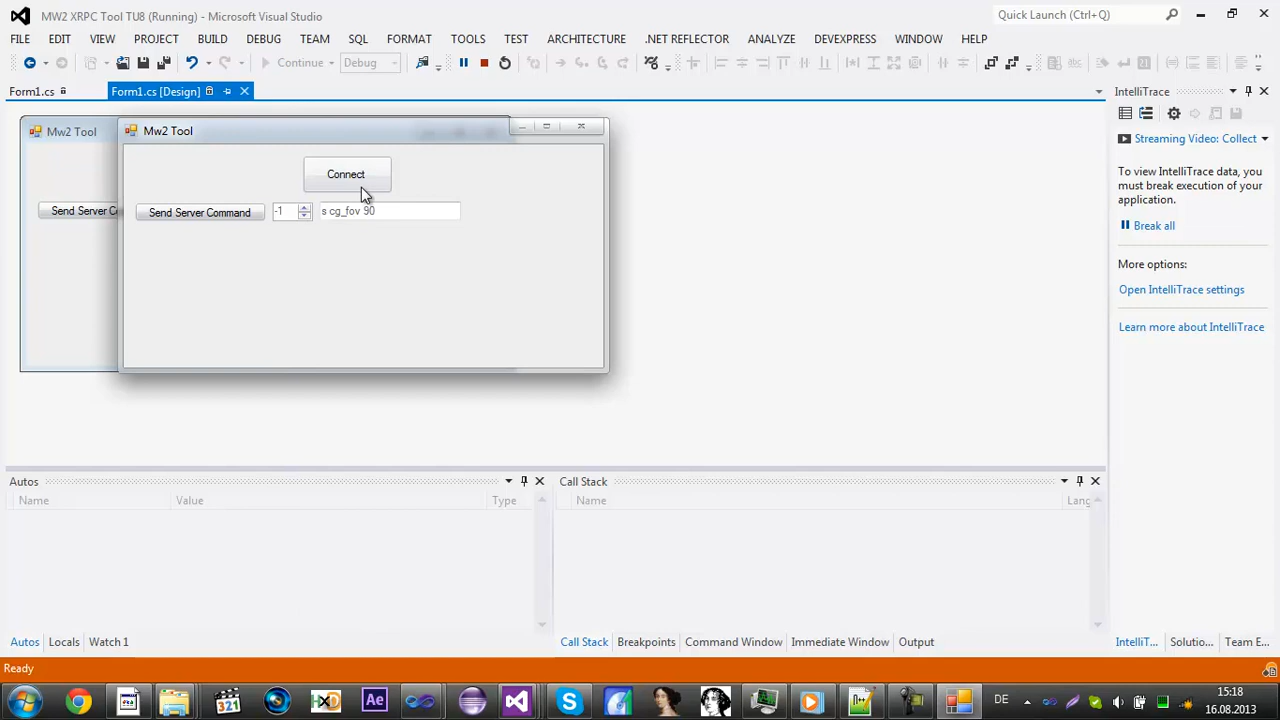 MW2 XRPC Tool TU8 (Running) - Microsoft Visual Studio
Quick Launch (Ctrl+Q)
FILE EDIT VIEW PROJECT BUILD DEBUG TEAM SQL FORMAT TOOLS TEST ARCHITECTURE .NET REFLECTOR ANALYZE DEVEXPRESS WINDOW HELP
Continue Debug
Form1.cs Form1.cs [Design] IntelliTrace
Mw2 Tool
Send Server C
Mw2 Tool
Connect
Send Server Command -1 s cg_fov 90
Streaming Video: Collect
To view IntelliTrace data, you
must break execution of your
application.
Break all
More options:
Open IntelliTrace settings
Learn more about IntelliTrace
Autos
Name Value Type
Call Stack
Name Lang
Autos Locals Watch 1
Call Stack Breakpoints Command Window Immediate Window Output
IntelliT... Solutio... Team E...
Ready
321
XD
Ae
DE
15:18
16.08.2013